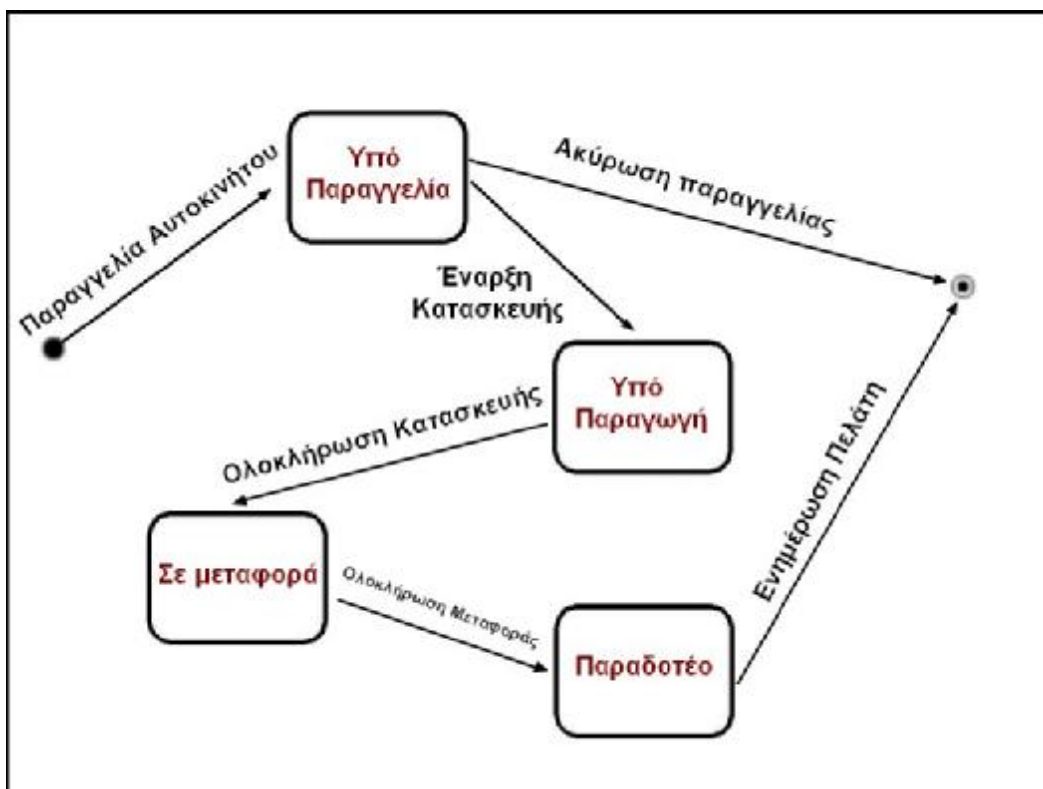 Παραγγελία Αυτοκινήτου
Υπό
Παραγγελία
Ακύρωση παραγγελίας
Έναρξη
Κατασκευής
Υπό
Παραγωγή
Ολοκλήρωση Κατασκευής
Σε μεταφορά
Ολοκλήρωση Μεταφοράς
Παραδοτέο
Ενημέρωση Πελάτη